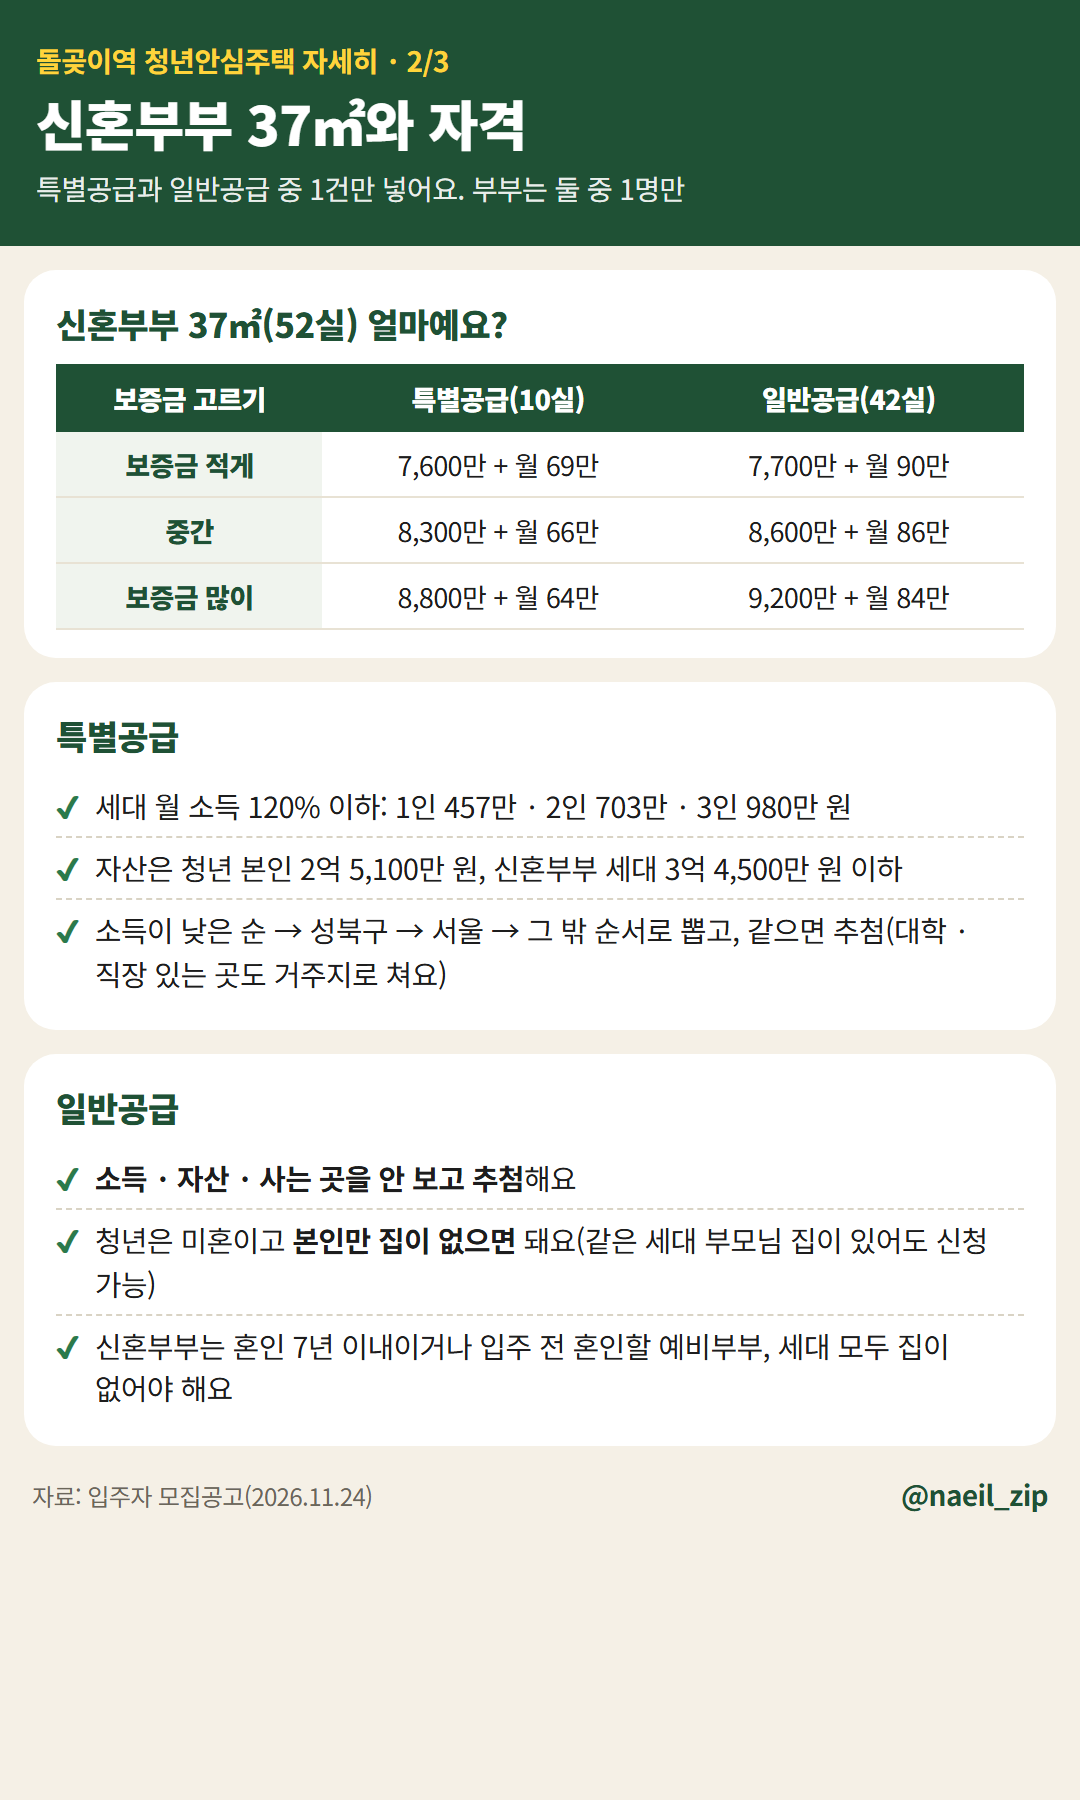 돌곶이역 청년안심주택 자세히 · 2/3
신혼부부 37㎡와 자격
특별공급과 일반공급 중 1건만 넣어요. 부부는 둘 중 1명만
신혼부부 37㎡(52실) 얼마예요?
보증금 고르기 특별공급(10실) 일반공급(42실)
보증금 적게 7,600만 + 월 69만 7,700만 + 월 90만
중간 8,300만 + 월 66만 8,600만 + 월 86만
보증금 많이 8,800만 + 월 64만 9,200만 + 월 84만
특별공급
✔ 세대 월 소득 120% 이하: 1인 457만 · 2인 703만 · 3인 980만 원
✔ 자산은 청년 본인 2억 5,100만 원, 신혼부부 세대 3억 4,500만 원 이하
✔ 소득이 낮은 순 → 성북구 → 서울 → 그 밖 순서로 뽑고, 같으면 추첨(대학 ·
직장 있는 곳도 거주지로 쳐요)
일반공급
✔ 소득 · 자산 · 사는 곳을 안 보고 추첨해요
✔ 청년은 미혼이고 본인만 집이 없으면 돼요(같은 세대 부모님 집이 있어도 신청
가능)
✔ 신혼부부는 혼인 7년 이내이거나 입주 전 혼인할 예비부부, 세대 모두 집이
없어야 해요
자료: 입주자 모집공고(2026.11.24)
@naeil_zip